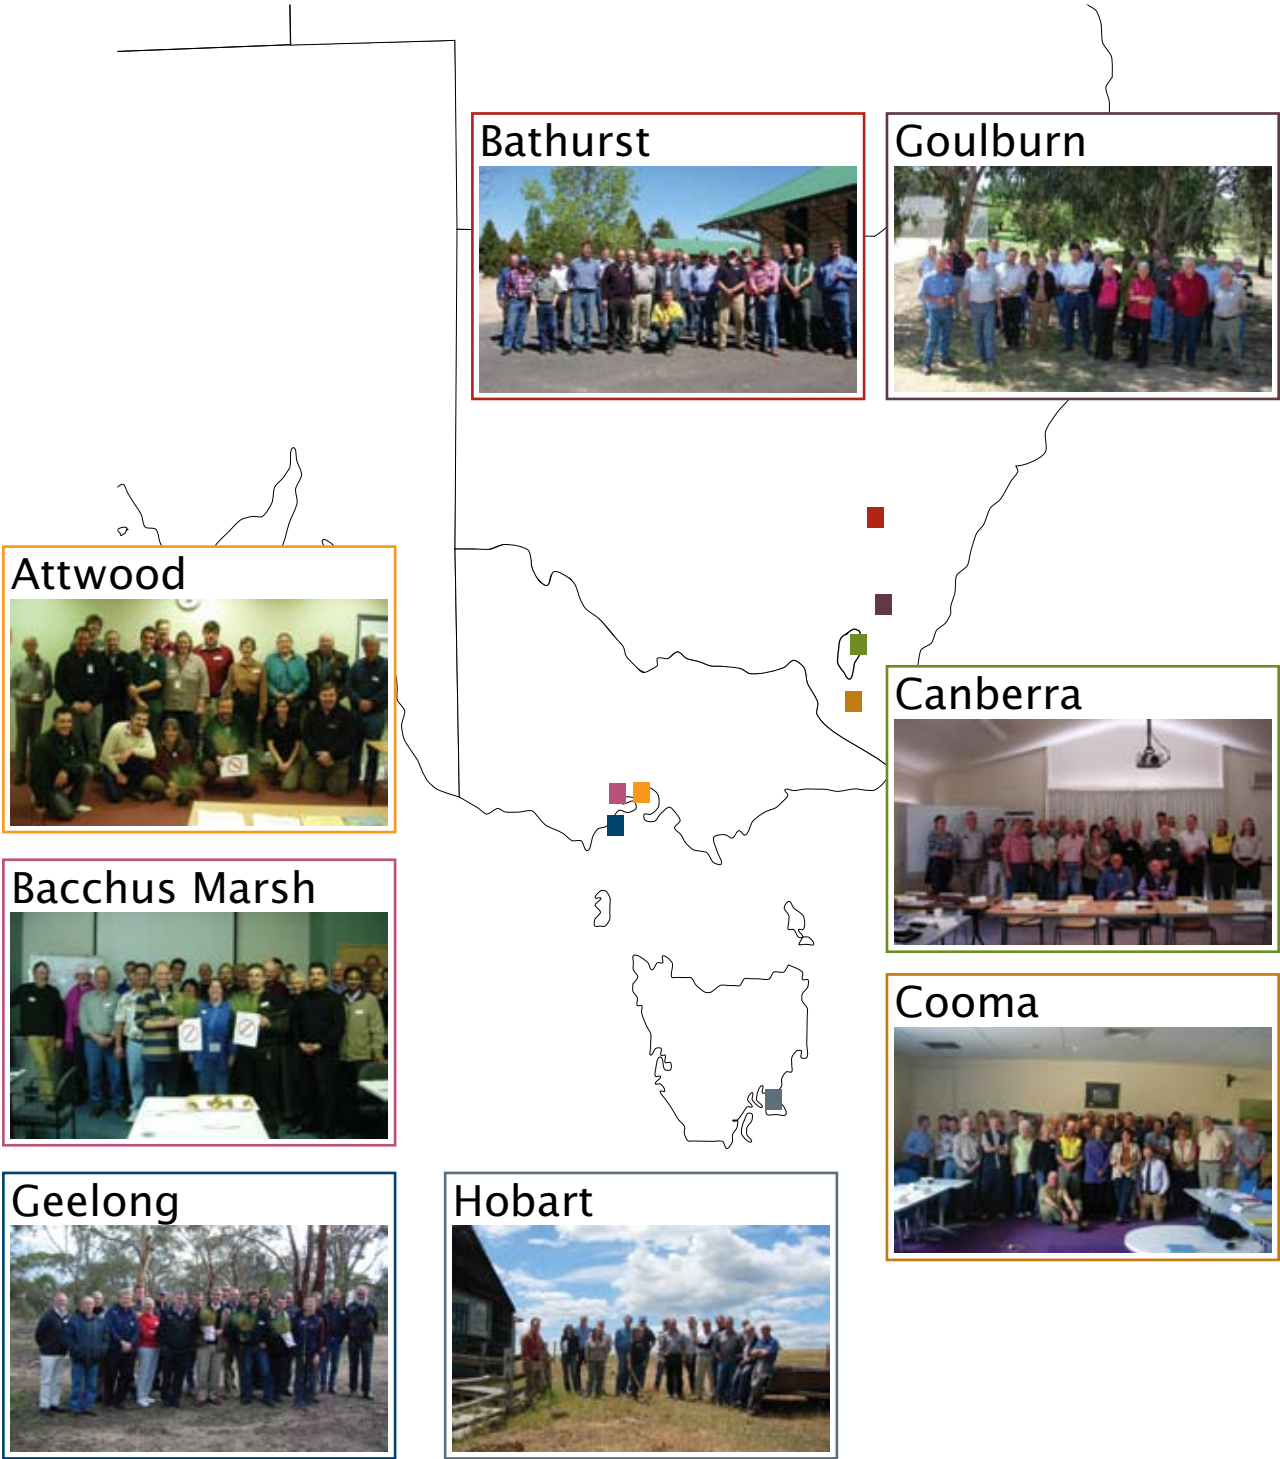 Bathurst
Goulburn
Attwood
Canberra
Bacchus Marsh
Cooma
Geelong
Hobart